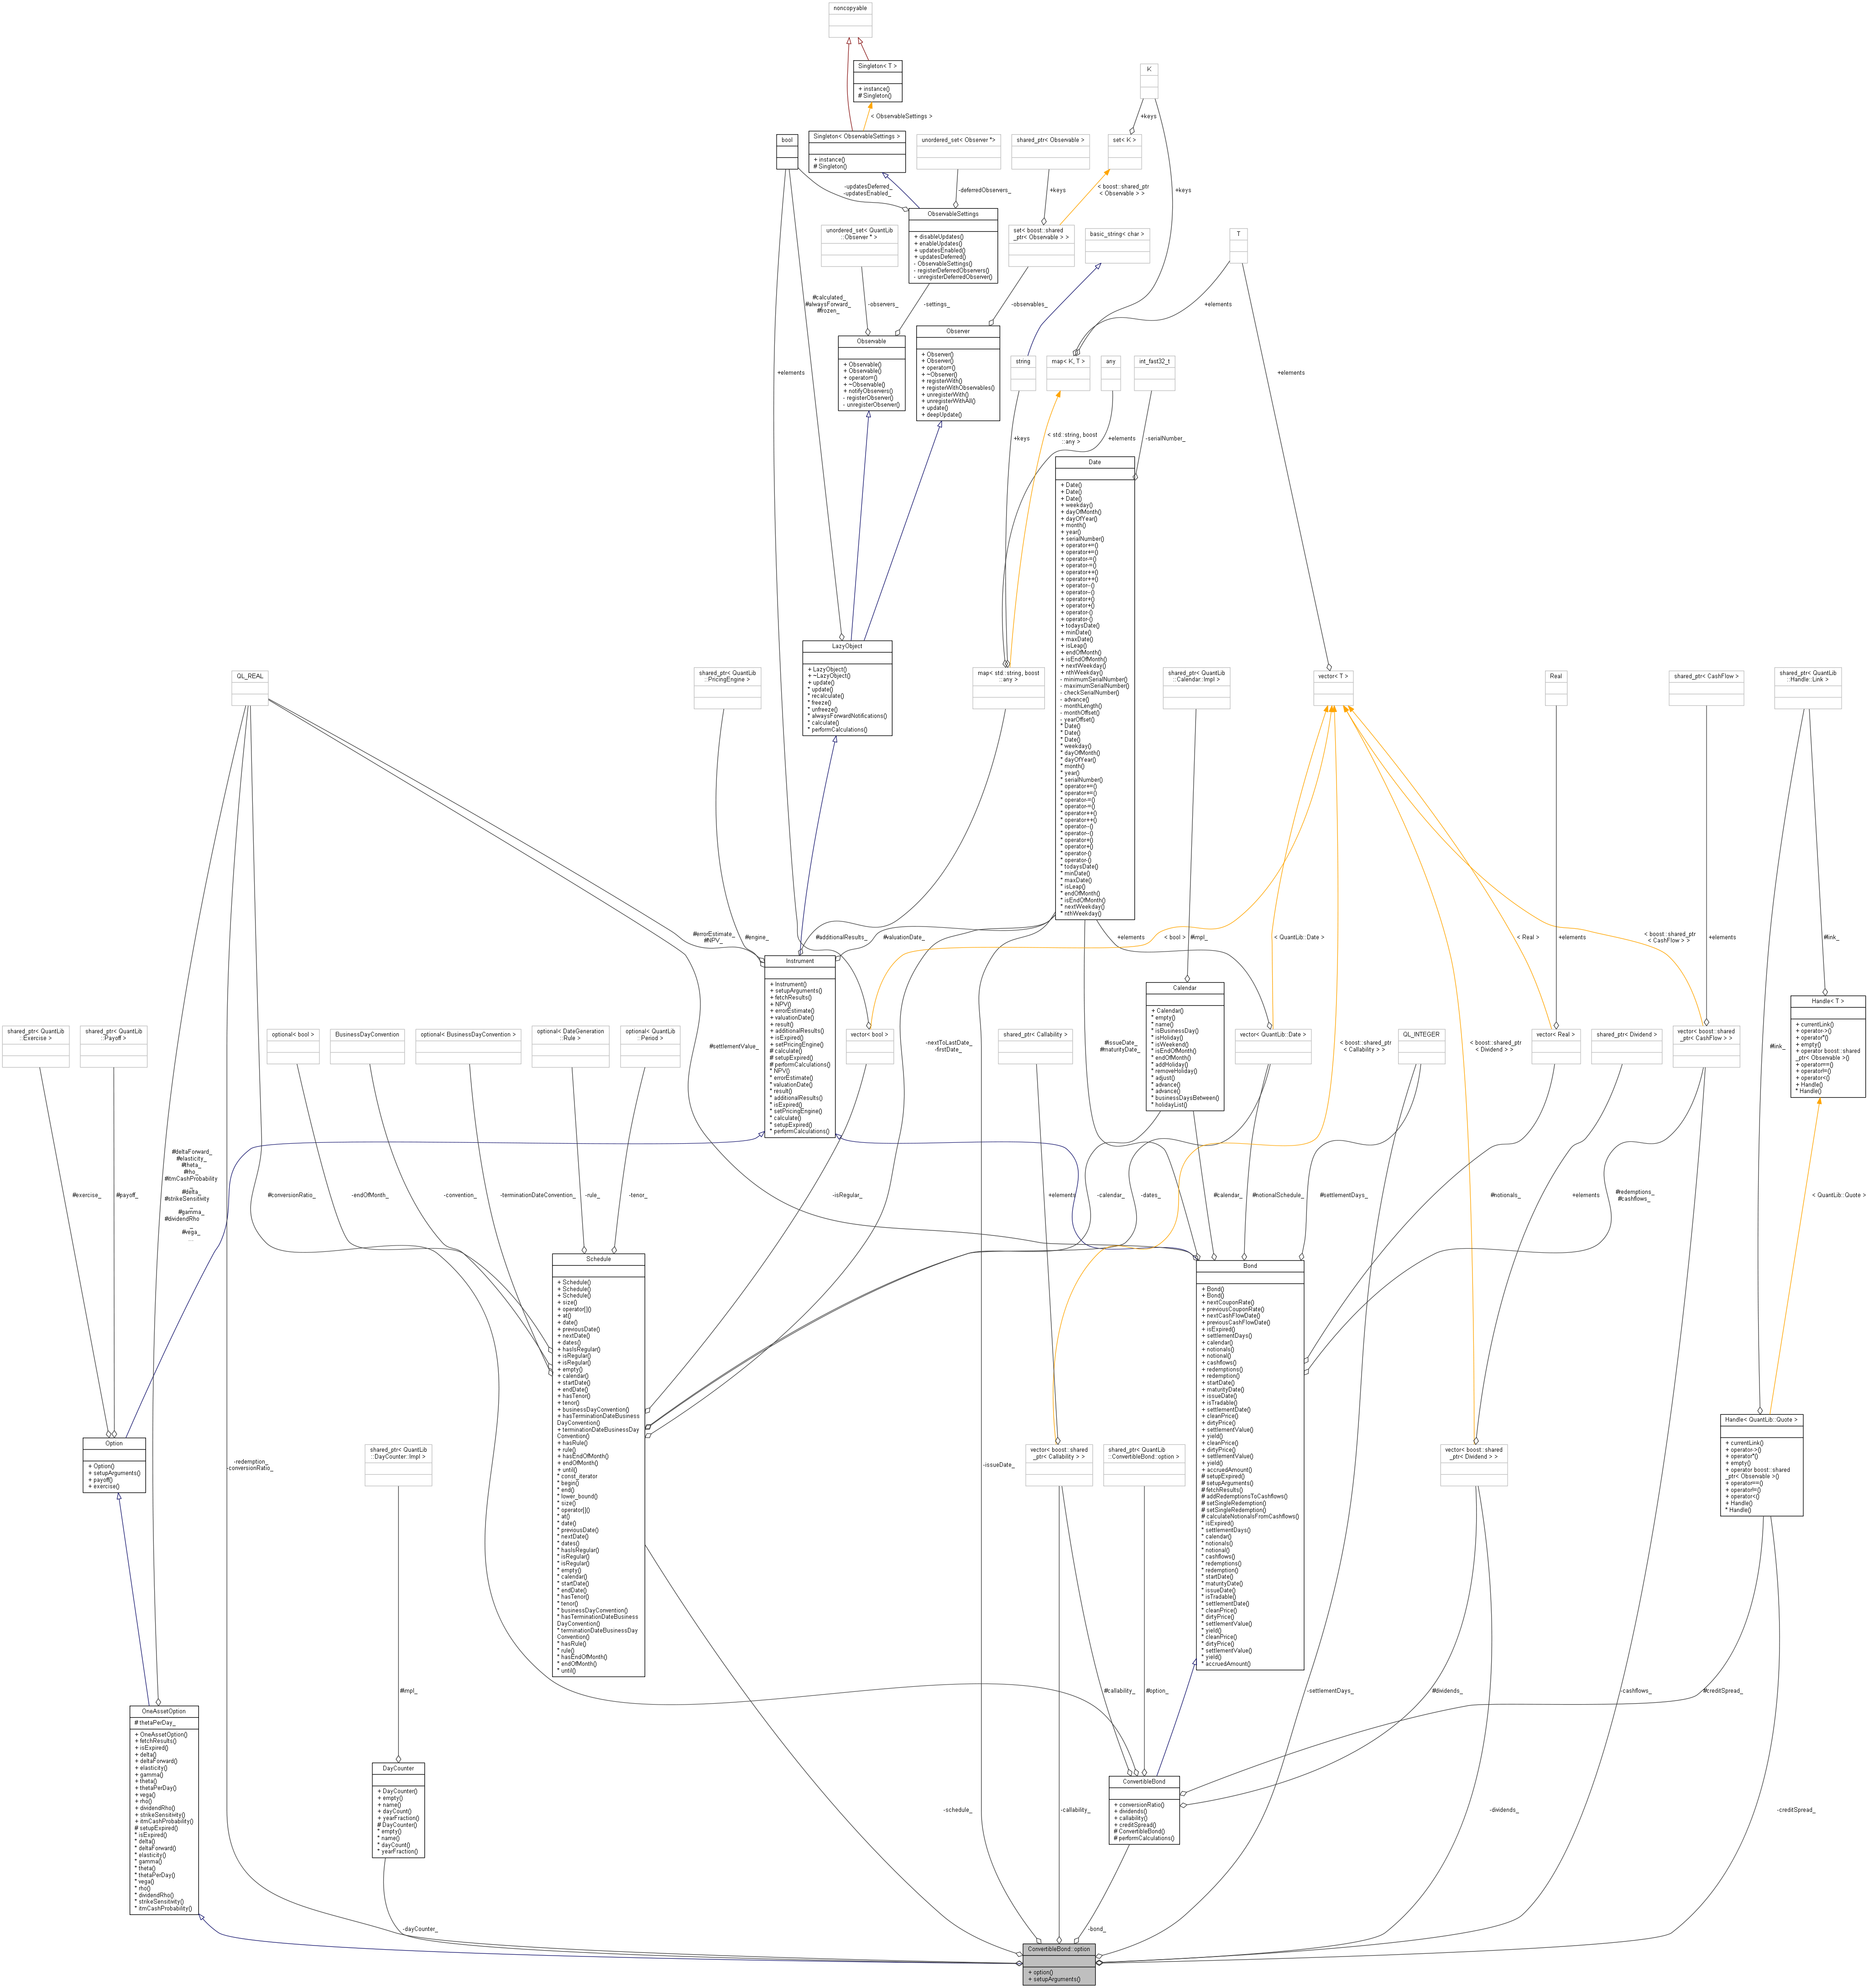 noncopyable
Singleton< T >
+ instance()
# Singleton()
< ObservableSettings >
K
+keys
bool
Singleton< ObservableSettings >
+ instance()
# Singleton()
unordered_set< Observer *>
shared_ptr< Observable >
set< K >
-updatesDeferred_
-updatesEnabled_
-deferredObservers_
+keys
< boost::shared_ptr
< Observable > >
+keys
ObservableSettings
+ disableUpdates()
+ enableUpdates()
+ updatesEnabled()
+ updatesDeferred()
- ObservableSettings()
- registerDeferredObservers()
- unregisterDeferredObserver()
unordered_set< QuantLib
::Observer * >
set< boost::shared
_ptr< Observable > >
basic_string< char >
T
#calculated_
#alwaysForward_
#frozen_
-observers_
-settings_
-observables_
+elements
Observable
+ Observable()
+ Observable()
+ operator=()
+ ~Observable()
+ notifyObservers()
- registerObserver()
- unregisterObserver()
Observer
+ Observer()
+ Observer()
+ operator=()
+ ~Observer()
+ registerWith()
+ registerWithObservables()
+ unregisterWith()
+ unregisterWithAll()
+ update()
+ deepUpdate()
string
map< K, T >
any
int_fast32_t
+elements
+elements
+keys
< std::string, boost
::any >
+elements
-serialNumber_
Date
+ Date()
+ Date()
+ Date()
+ weekday()
+ dayOfMonth()
+ dayOfYear()
+ month()
+ year()
+ serialNumber()
+ operator+=()
+ operator+=()
+ operator-=()
+ operator-=()
+ operator++()
+ operator++()
+ operator--()
+ operator--()
+ operator+()
+ operator+()
+ operator-()
+ operator-()
+ todaysDate()
+ minDate()
+ maxDate()
+ isLeap()
+ endOfMonth()
+ isEndOfMonth()
+ nextWeekday()
+ nthWeekday()
- minimumSerialNumber()
- maximumSerialNumber()
- checkSerialNumber()
- advance()
- monthLength()
- monthOffset()
- yearOffset()
* Date()
* Date()
* Date()
* weekday()
* dayOfMonth()
* dayOfYear()
* month()
* year()
* serialNumber()
* operator+=()
* operator+=()
* operator-=()
* operator-=()
* operator++()
* operator++()
* operator--()
* operator--()
* operator+()
* operator+()
* operator-()
* operator-()
* todaysDate()
* minDate()
* maxDate()
* isLeap()
* endOfMonth()
* isEndOfMonth()
* nextWeekday()
* nthWeekday()
LazyObject
+ LazyObject()
+ ~LazyObject()
+ update()
* update()
* recalculate()
* freeze()
* unfreeze()
* alwaysForwardNotifications()
* calculate()
* performCalculations()
QL_REAL
shared_ptr< QuantLib
::PricingEngine >
map< std::string, boost
::any >
shared_ptr< QuantLib
::Calendar::Impl >
vector< T >
Real
shared_ptr< CashFlow >
shared_ptr< QuantLib
::Handle::Link >
#errorEstimate_
#NPV_
#engine_
#additionalResults_
#valuationDate_
+elements
< bool >
#impl_
< QuantLib::Date >
< Real >
+elements
< boost::shared_ptr
< CashFlow > >
+elements
#link_
Instrument
+ Instrument()
+ setupArguments()
+ fetchResults()
+ NPV()
+ errorEstimate()
+ valuationDate()
+ result()
+ additionalResults()
+ isExpired()
+ setPricingEngine()
# calculate()
# setupExpired()
# performCalculations()
* NPV()
* errorEstimate()
* valuationDate()
* result()
* additionalResults()
* isExpired()
* setPricingEngine()
* calculate()
* setupExpired()
* performCalculations()
Calendar
+ Calendar()
* empty()
* name()
* isBusinessDay()
* isHoliday()
* isWeekend()
* isEndOfMonth()
* endOfMonth()
* addHoliday()
* removeHoliday()
* adjust()
* advance()
* advance()
* businessDaysBetween()
* holidayList()
Handle< T >
+ currentLink()
+ operator->()
+ operator*()
+ empty()
+ operator boost::shared
_ptr< Observable >()
+ operator==()
+ operator!=()
+ operator<()
+ Handle()
* Handle()
shared_ptr< QuantLib
::Exercise >
shared_ptr< QuantLib
::Payoff >
optional< bool >
BusinessDayConvention
optional< BusinessDayConvention >
optional< DateGeneration
::Rule >
optional< QuantLib
::Period >
vector< bool >
shared_ptr< Callability >
vector< QuantLib::Date >
QL_INTEGER
vector< Real >
shared_ptr< Dividend >
vector< boost::shared
_ptr< CashFlow > >
#settlementValue_
-nextToLastDate_
-firstDate_
#issueDate_
#maturityDate_
< boost::shared_ptr
< Callability > >
< boost::shared_ptr
< Dividend > >
#link_
#deltaForward_
#elasticity_
#theta_
#rho_
#itmCashProbability
_
#delta_
#strikeSensitivity
_
#gamma_
#dividendRho
_
#vega_
...
#exercise_
#payoff_
#conversionRatio_
-endOfMonth_
-convention_
-terminationDateConvention_
-rule_
-tenor_
-isRegular_
+elements
-calendar_
-dates_
#calendar_
#notionalSchedule_
#settlementDays_
#notionals_
+elements
#redemptions_
#cashflows_
< QuantLib::Quote >
Schedule
+ Schedule()
+ Schedule()
+ Schedule()
+ size()
+ operator[]()
+ at()
+ date()
+ previousDate()
+ nextDate()
+ dates()
+ hasIsRegular()
+ isRegular()
+ isRegular()
+ empty()
+ calendar()
+ startDate()
+ endDate()
+ hasTenor()
+ tenor()
+ businessDayConvention()
+ hasTerminationDateBusiness
DayConvention()
+ terminationDateBusinessDay
Convention()
+ hasRule()
+ rule()
+ hasEndOfMonth()
+ endOfMonth()
+ until()
* const_iterator
* begin()
* end()
* lower_bound()
* size()
* operator[]()
* at()
* date()
* previousDate()
* nextDate()
* dates()
* hasIsRegular()
* isRegular()
* isRegular()
* empty()
* calendar()
* startDate()
* endDate()
* hasTenor()
* tenor()
* businessDayConvention()
* hasTerminationDateBusiness
DayConvention()
* terminationDateBusinessDay
Convention()
* hasRule()
* rule()
* hasEndOfMonth()
* endOfMonth()
* until()
Bond
+ Bond()
+ Bond()
+ nextCouponRate()
+ previousCouponRate()
+ nextCashFlowDate()
+ previousCashFlowDate()
+ isExpired()
+ settlementDays()
+ calendar()
+ notionals()
+ notional()
+ cashflows()
+ redemptions()
+ redemption()
+ startDate()
+ maturityDate()
+ issueDate()
+ isTradable()
+ settlementDate()
+ cleanPrice()
+ dirtyPrice()
+ settlementValue()
+ yield()
+ cleanPrice()
+ dirtyPrice()
+ settlementValue()
+ yield()
+ accruedAmount()
# setupExpired()
# setupArguments()
# fetchResults()
# addRedemptionsToCashflows()
# setSingleRedemption()
# setSingleRedemption()
# calculateNotionalsFromCashflows()
* isExpired()
* settlementDays()
* calendar()
* notionals()
* notional()
* cashflows()
* redemptions()
* redemption()
* startDate()
* maturityDate()
* issueDate()
* isTradable()
* settlementDate()
* cleanPrice()
* dirtyPrice()
* settlementValue()
* yield()
* cleanPrice()
* dirtyPrice()
* settlementValue()
* yield()
* accruedAmount()
Option
+ Option()
+ setupArguments()
+ payoff()
+ exercise()
shared_ptr< QuantLib
::DayCounter::Impl >
-redemption_
-conversionRatio_
-issueDate_
vector< boost::shared
_ptr< Callability > >
shared_ptr< QuantLib
::ConvertibleBond::option >
vector< boost::shared
_ptr< Dividend > >
Handle< QuantLib::Quote >
+ currentLink()
+ operator->()
+ operator*()
+ empty()
+ operator boost::shared
_ptr< Observable >()
+ operator==()
+ operator!=()
+ operator<()
+ Handle()
* Handle()
#impl_
#callability_
#option_
-settlementDays_
#dividends_
-cashflows_
#creditSpread_
OneAssetOption
# thetaPerDay_
+ OneAssetOption()
+ fetchResults()
+ isExpired()
+ delta()
+ deltaForward()
+ elasticity()
+ gamma()
+ theta()
+ thetaPerDay()
+ vega()
+ rho()
+ dividendRho()
+ strikeSensitivity()
+ itmCashProbability()
# setupExpired()
* isExpired()
* delta()
* deltaForward()
* elasticity()
* gamma()
* theta()
* thetaPerDay()
* vega()
* rho()
* dividendRho()
* strikeSensitivity()
* itmCashProbability()
DayCounter
+ DayCounter()
+ empty()
+ name()
+ dayCount()
+ yearFraction()
# DayCounter()
* empty()
* name()
* dayCount()
* yearFraction()
ConvertibleBond
+ conversionRatio()
+ dividends()
+ callability()
+ creditSpread()
# ConvertibleBond()
# performCalculations()
-schedule_
-callability_
-dividends_
-creditSpread_
-dayCounter_
-bond_
ConvertibleBond::option
+ option()
+ setupArguments()